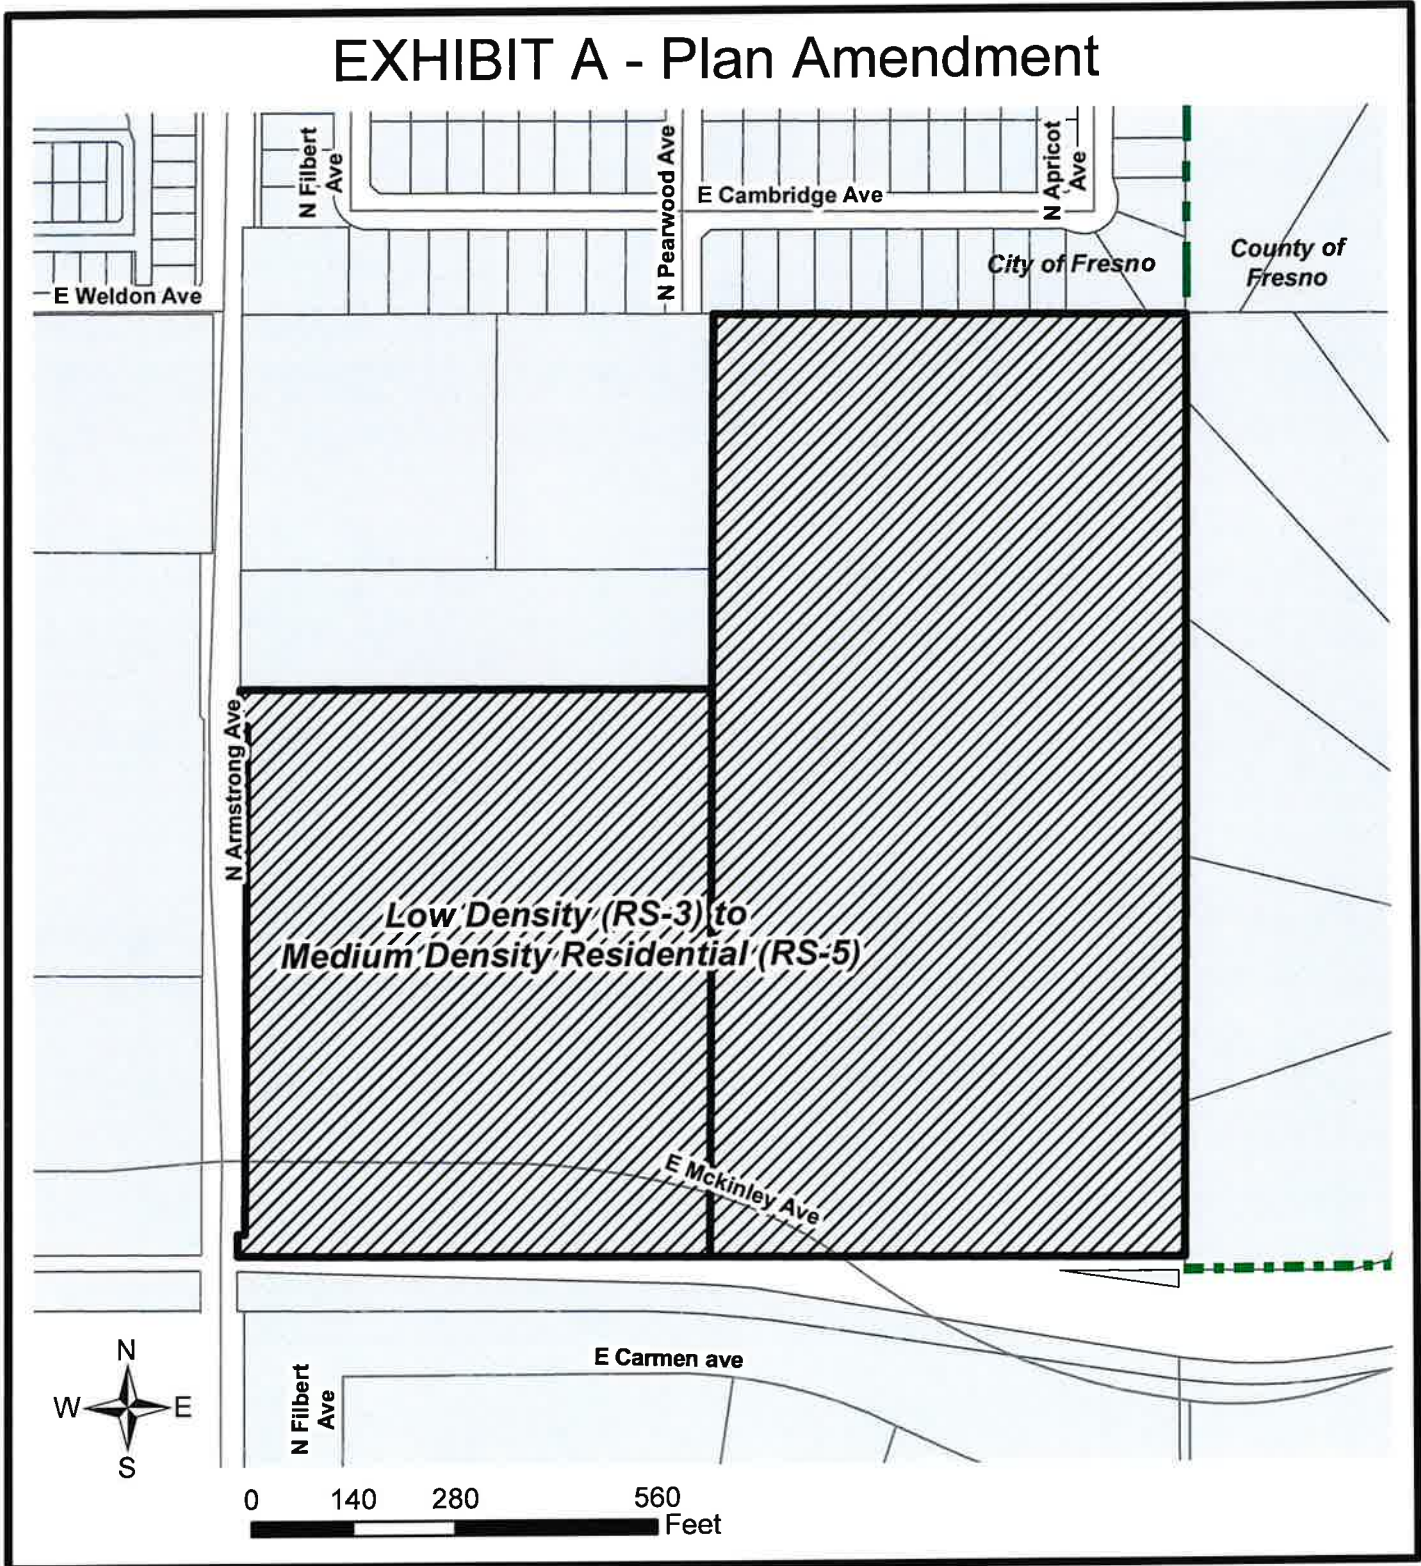 EXHIBIT A - Plan Amendment
N Filbert
Ave
N Pearwood Ave
E Cambridge Ave
N Apricot
Ave
City of Fresno
County of
Fresno
E Weldon Ave
N Armstrong Ave
Low Density (RS-3) to
Medium Density Residential (RS-5)
E Mckinley Ave
E Carmen ave
N Filbert
Ave
N
W E
S
0 140 280 560
Feet